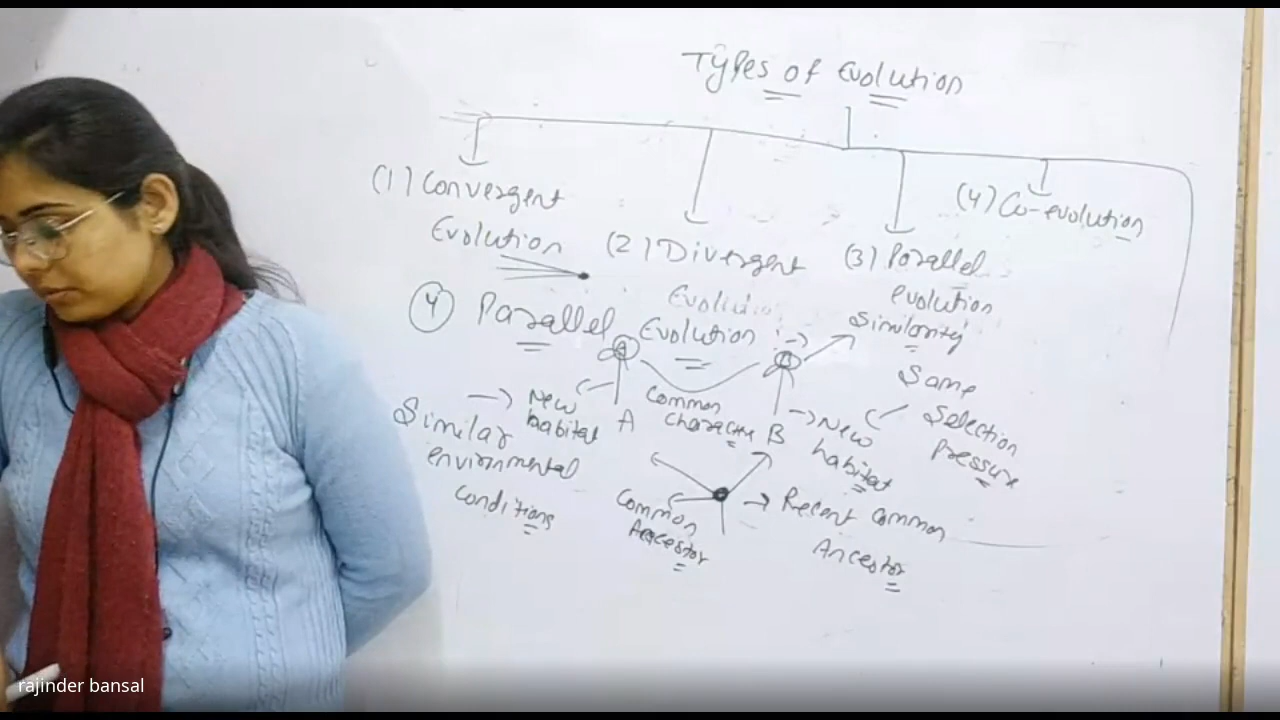 Types of Evolution
(1) Convergent
Evolution
(2) Divergent
Evolution
(3) Parallel
evolution
(4) Co-evolution
(4) Parallel Evolution
Similarity
Same
Selection
Pressure
New
habitat
A
Common
character
B
New
habitat
Similar
environmental
conditions
Common
Ancestor
Recent common
Ancestor
rajinder bansal